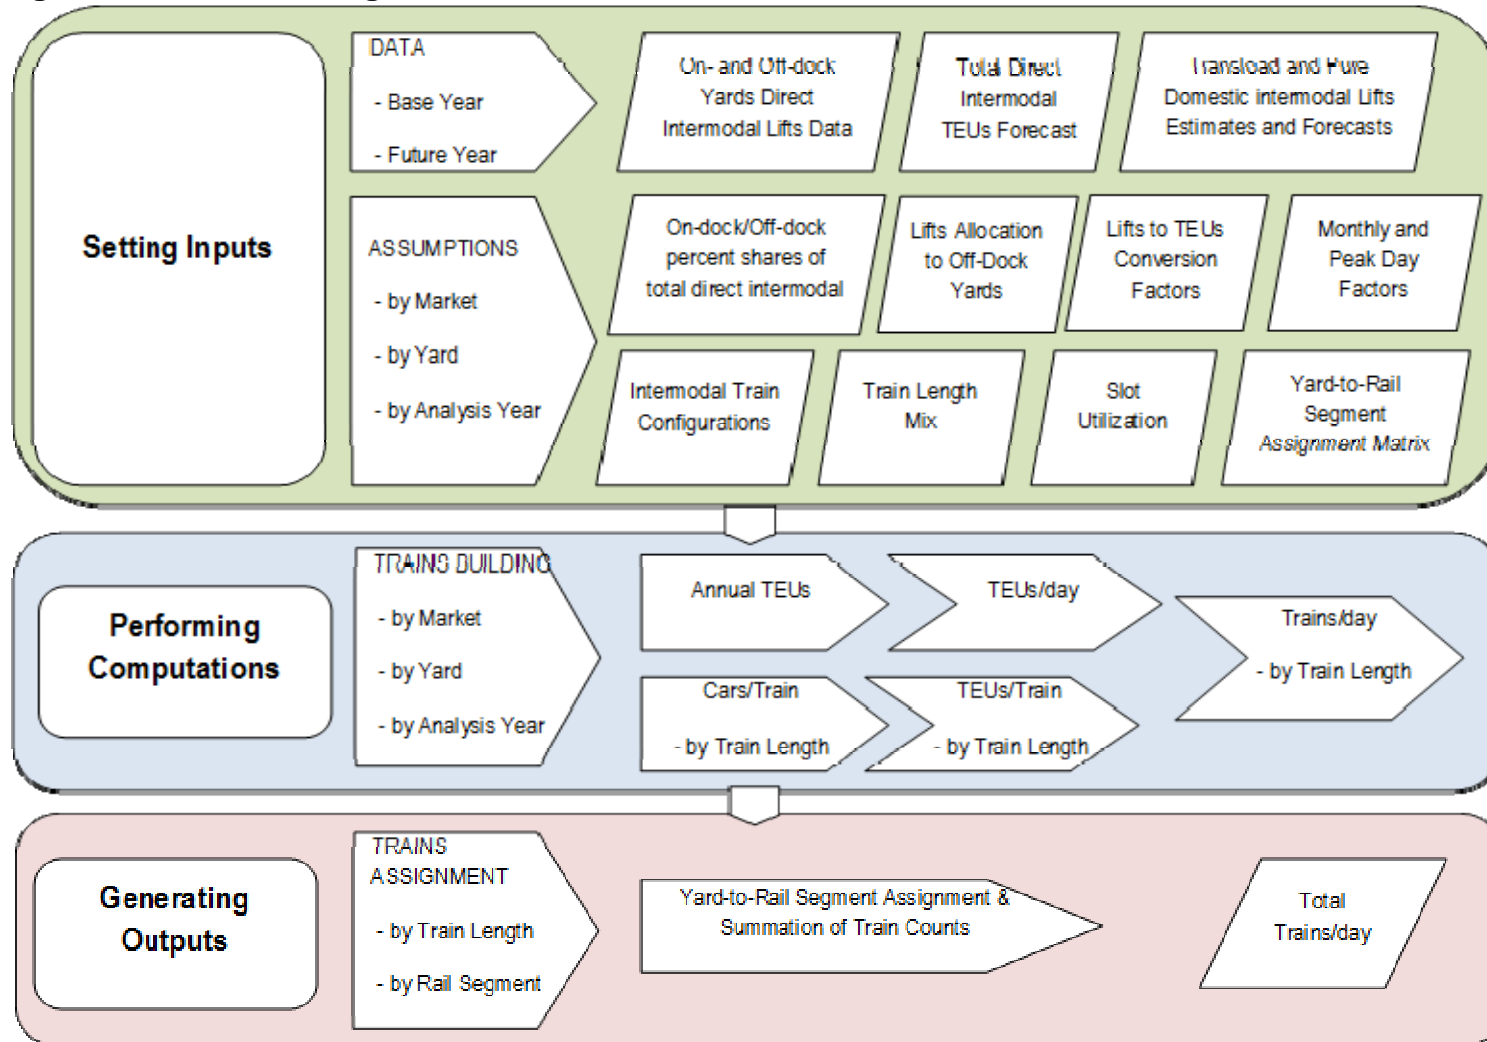 Setting Inputs
DATA
- Base Year
- Future Year
On- and Off-dock
Yards Direct
Intermodal Lifts Data
Total Direct
Intermodal
TEUs Forecast
Transload and Pure
Domestic intermodal Lifts
Estimates and Forecasts
ASSUMPTIONS
- by Market
- by Yard
- by Analysis Year
On-dock/Off-dock
percent shares of
total direct intermodal
Lifts Allocation
to Off-Dock
Yards
Lifts to TEUs
Conversion
Factors
Monthly and
Peak Day
Factors
Intermodal Train
Configurations
Train Length
Mix
Slot
Utilization
Yard-to-Rail
Segment
Assignment Matrix
Performing
Computations
TRAINS BUILDING
- by Market
- by Yard
- by Analysis Year
Annual TEUs
TEUs/day
Cars/Train
- by Train Length
TEUs/Train
- by Train Length
Trains/day
- by Train Length
Generating
Outputs
TRAINS
ASSIGNMENT
- by Train Length
- by Rail Segment
Yard-to-Rail Segment Assignment &
Summation of Train Counts
Total
Trains/day